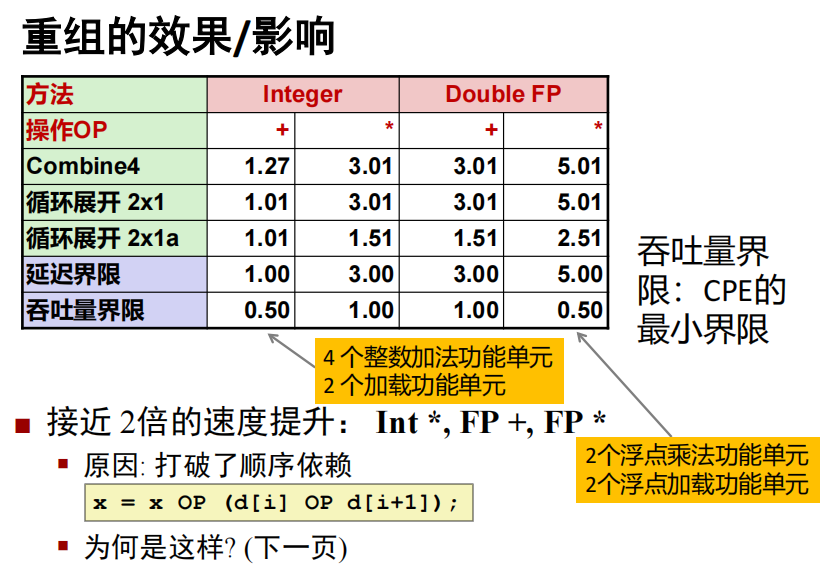 重组的效果/影响
方法 Integer Double FP
操作OP + * + *
Combine4 1.27 3.01 3.01 5.01
循环展开 2x1 1.01 3.01 3.01 5.01
循环展开 2x1a 1.01 1.51 1.51 2.51
延迟界限 1.00 3.00 3.00 5.00
吞吐量界限 0.50 1.00 1.00 0.50
吞吐量界
限：CPE的
最小界限
4 个整数加法功能单元
2 个加载功能单元
接近 2倍的速度提升： Int *, FP +, FP *
2个浮点乘法功能单元
2个浮点加载功能单元
原因: 打破了顺序依赖
x = x OP (d[i] OP d[i+1]);
为何是这样? (下一页)